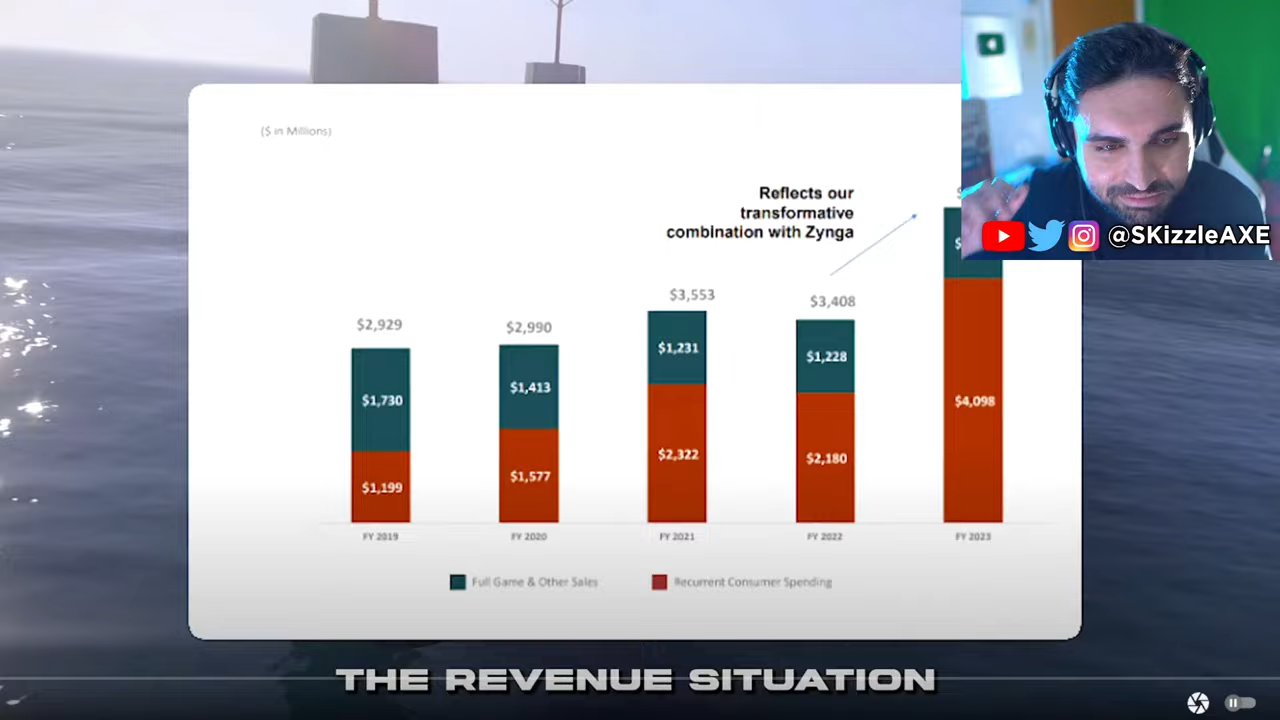 ($ in Millions)
Reflects our
transformative
combination with Zynga
@SKizzleAXE
$2,929
$2,990
$3,553
$3,408
$1,730
$1,413
$1,231
$1,228
$1,199
$1,577
$2,322
$2,180
$4,098
FY 2019
FY 2020
FY 2021
FY 2022
FY 2023
Full Game & Other Sales
Recurrent Consumer Spending
THE REVENUE SITUATION